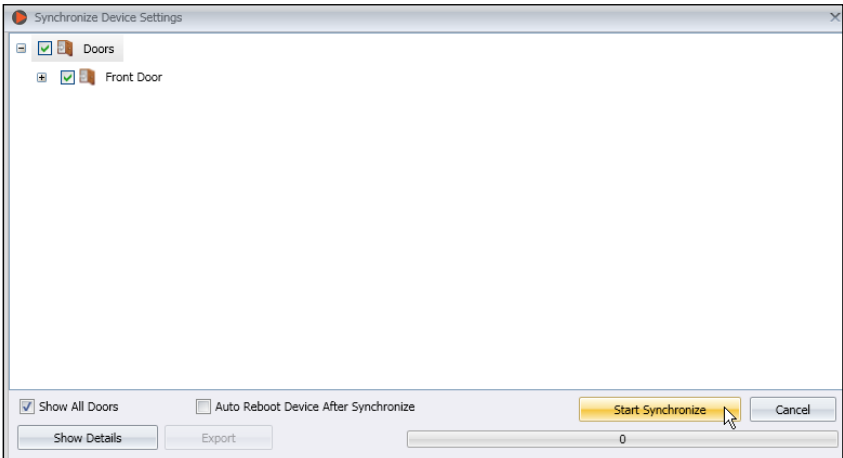 Synchronize Device Settings
Doors
Front Door
Show All Doors
Auto Reboot Device After Synchronize
Start Synchronize
Cancel
Show Details
Export
0